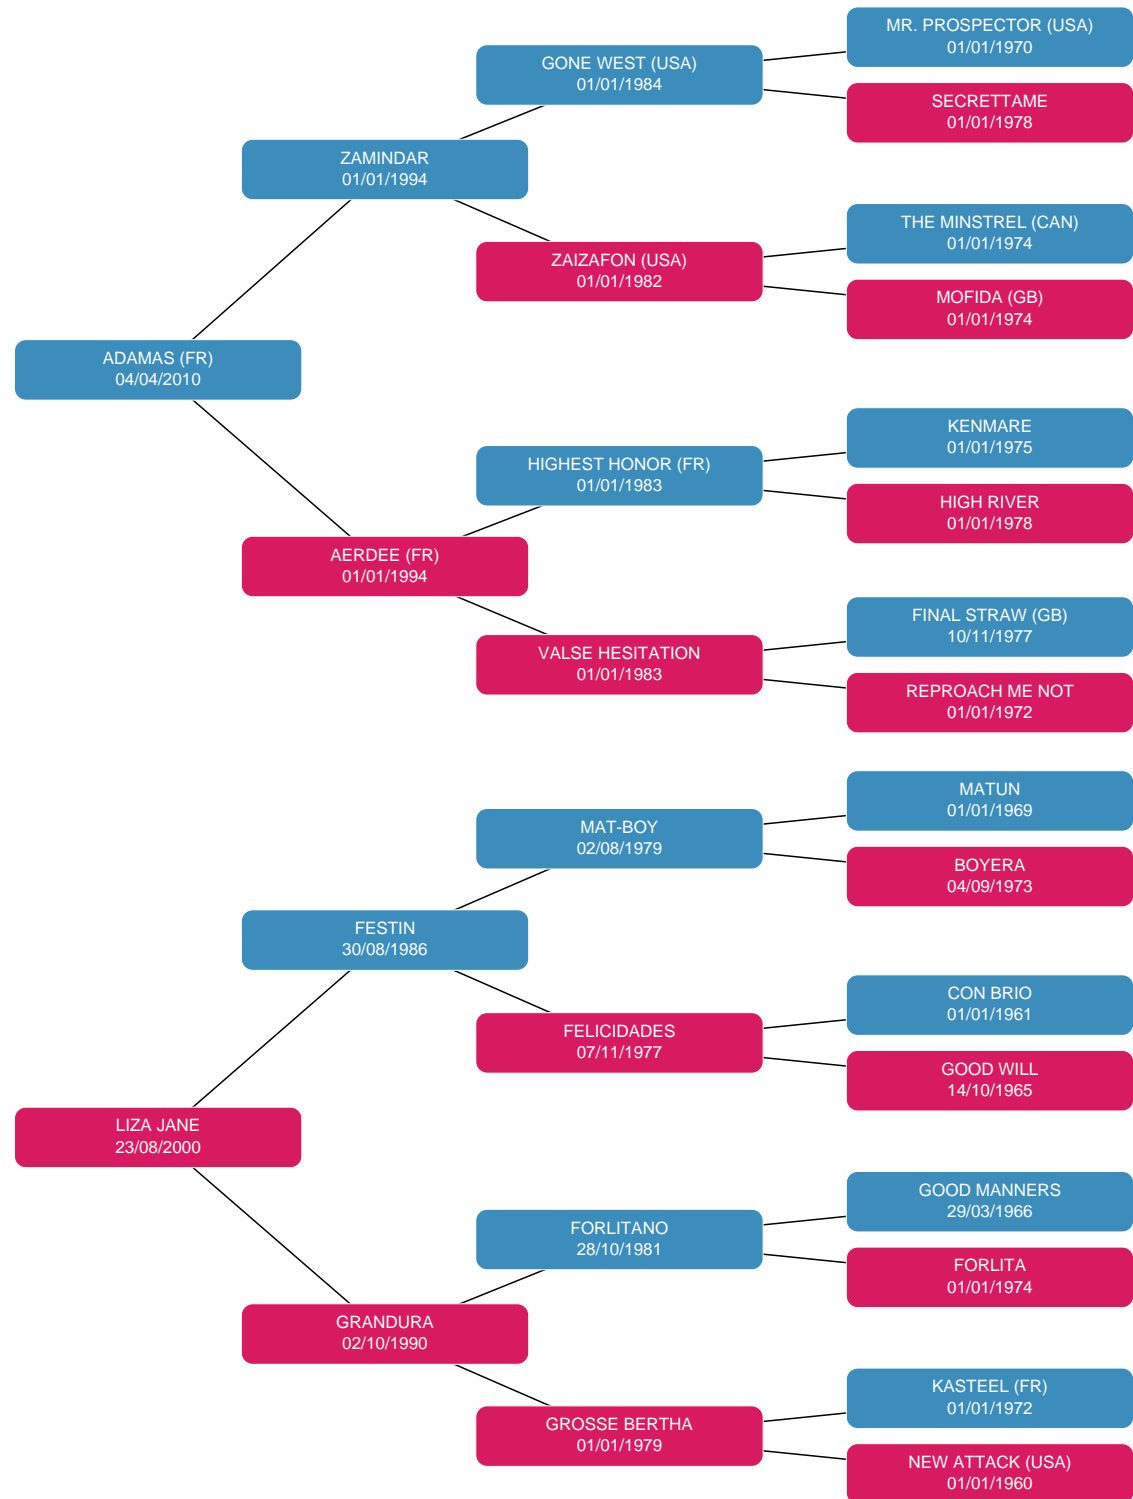 MR. PROSPECTOR (USA)
01/01/1970
GONE WEST (USA)
01/01/1984
SECRETTAME
01/01/1978
ZAMINDAR
01/01/1994
THE MINSTREL (CAN)
01/01/1974
ZAIZAFON (USA)
01/01/1982
MOFIDA (GB)
01/01/1974
ADAMAS (FR)
04/04/2010
KENMARE
01/01/1975
HIGHEST HONOR (FR)
01/01/1983
HIGH RIVER
01/01/1978
AERDEE (FR)
01/01/1994
FINAL STRAW (GB)
10/11/1977
VALSE HESITATION
01/01/1983
REPROACH ME NOT
01/01/1972
MATUN
01/01/1969
MAT-BOY
02/08/1979
BOYERA
04/09/1973
FESTIN
30/08/1986
CON BRIO
01/01/1961
FELICIDADES
07/11/1977
GOOD WILL
14/10/1965
LIZA JANE
23/08/2000
GOOD MANNERS
29/03/1966
FORLITANO
28/10/1981
FORLITA
01/01/1974
GRANDURA
02/10/1990
KASTEEL (FR)
01/01/1972
GROSSE BERTHA
01/01/1979
NEW ATTACK (USA)
01/01/1960